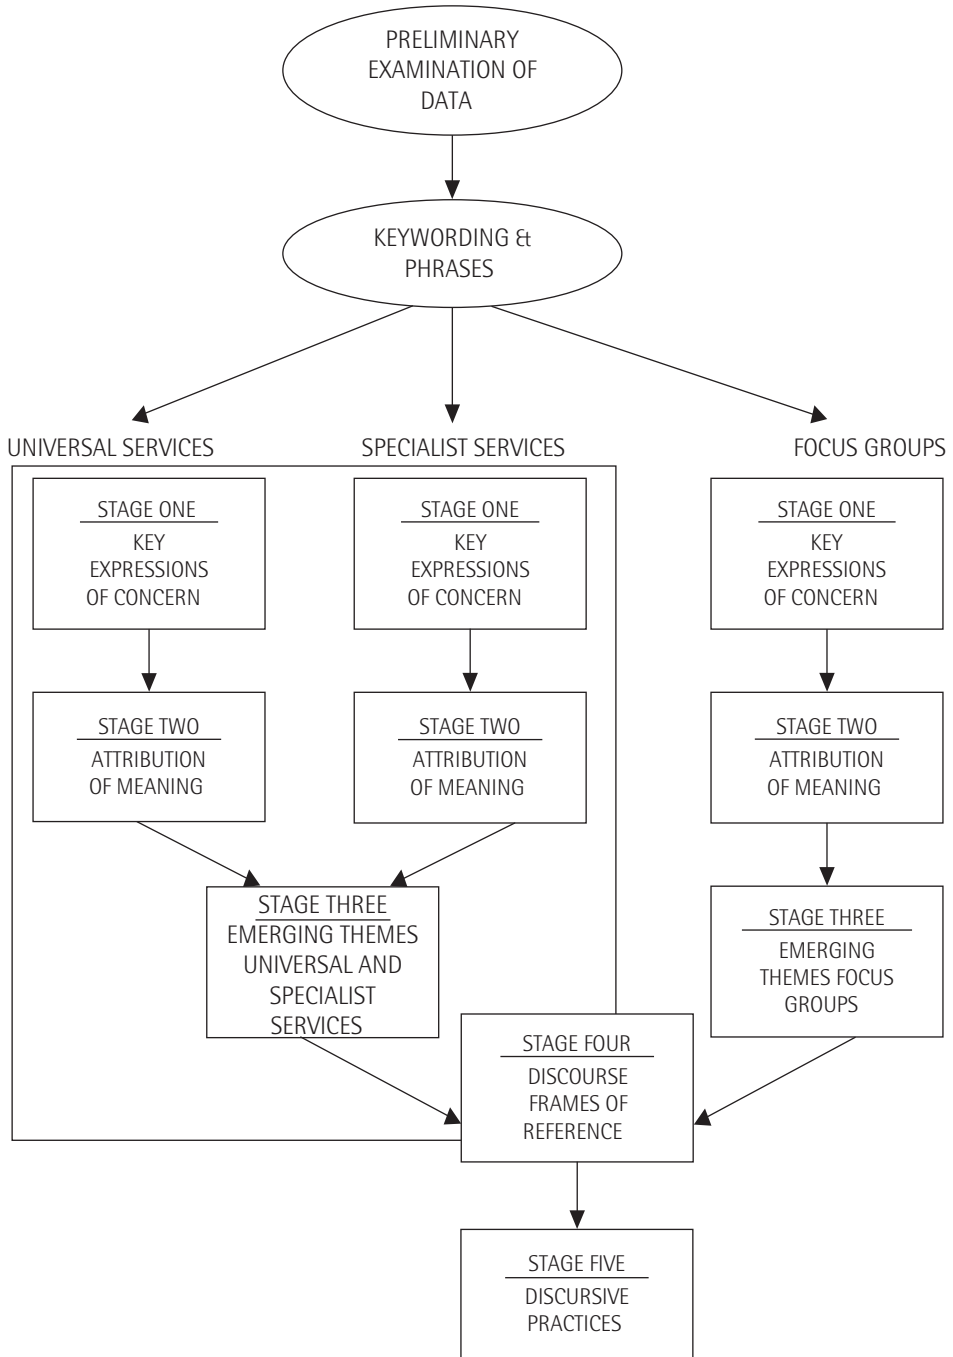 PRELIMINARY
EXAMINATION OF
DATA
KEYWORDING &
PHRASES
UNIVERSAL SERVICES
SPECIALIST SERVICES
FOCUS GROUPS
STAGE ONE
KEY
EXPRESSIONS
OF CONCERN
STAGE ONE
KEY
EXPRESSIONS
OF CONCERN
STAGE ONE
KEY
EXPRESSIONS
OF CONCERN
STAGE TWO
ATTRIBUTION
OF MEANING
STAGE TWO
ATTRIBUTION
OF MEANING
STAGE TWO
ATTRIBUTION
OF MEANING
STAGE THREE
EMERGING THEMES
UNIVERSAL AND
SPECIALIST
SERVICES
STAGE THREE
EMERGING
THEMES FOCUS
GROUPS
STAGE FOUR
DISCOURSE
FRAMES OF
REFERENCE
STAGE FIVE
DISCURSIVE
PRACTICES